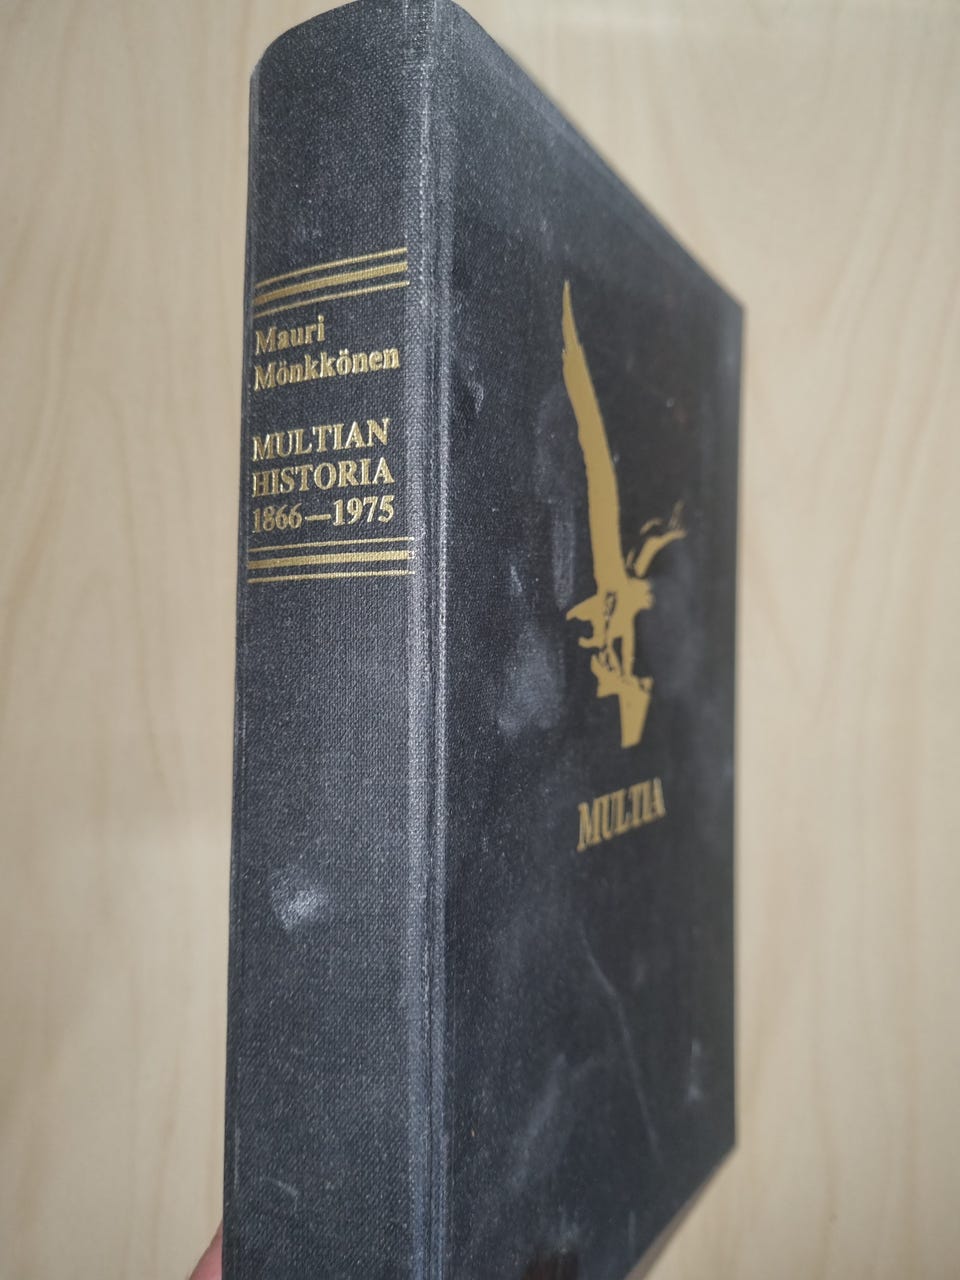 Mauri
Mönkkönen
MULTIAN
HISTORIA
1866—1975
MULTIA